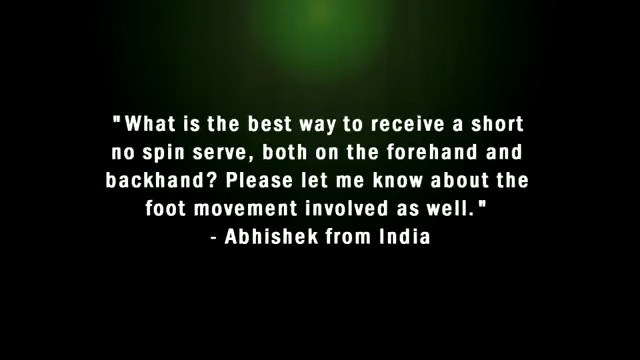 "What is the best way to receive a short
no spin serve, both on the forehand and
backhand? Please let me know about the
foot movement involved as well."
- Abhishek from India